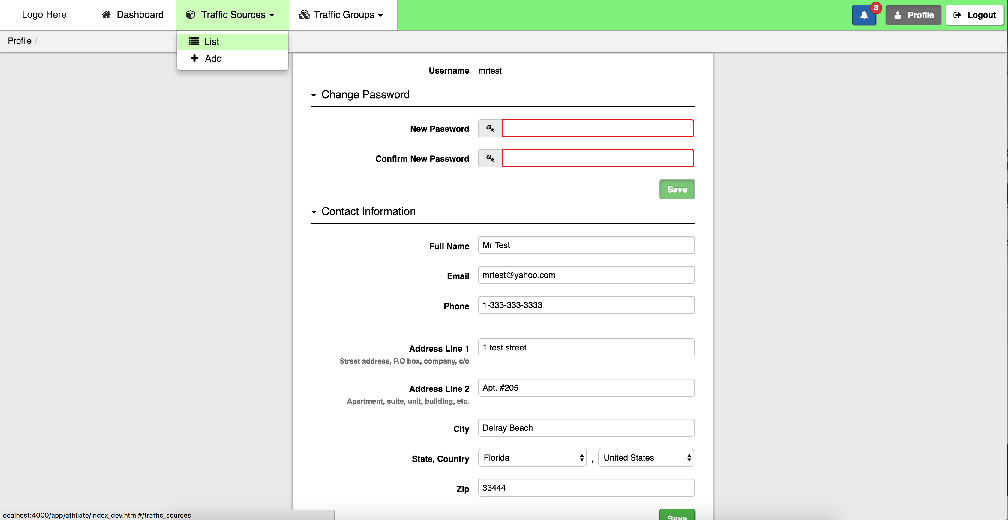 Logo Here Dashboard Traffic Sources Traffic Groups 3 Profile Logout
Profile /
List
Add
Username mrtest
Change Password
New Password
Confirm New Password
Save
Contact Information
Full Name Mr Test
Email mrtest@yahoo.com
Phone 1-333-333-3333
Address Line 1 1 test street
Street address, P.O box, company, c/o
Address Line 2 Apt. #205
Apartment, suite, unit, building, etc.
City Delray Beach
State, Country Florida , United States
Zip 33444
Save
ocalhost:4000/app/affiliate/index_dev.html#/traffic_sources